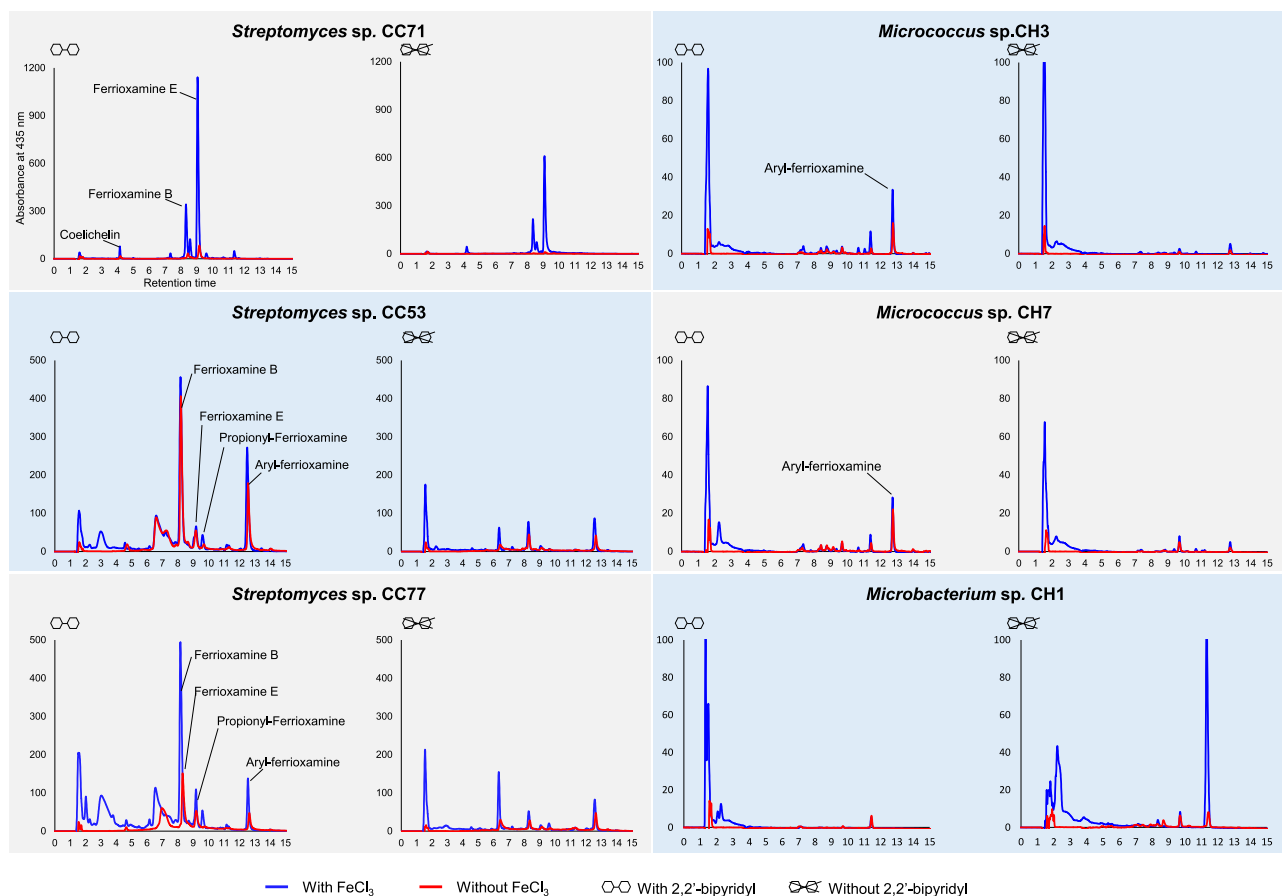 Streptomyces sp. CC71
1200
900
600
300
0
Absorbance at 435 nm
Ferrioxamine E
Ferrioxamine B
Coelichelin
0 1 2 3 4 5 6 7 8 9 10 11 12 13 14 15
Retention time
1200
900
600
300
0
0 1 2 3 4 5 6 7 8 9 10 11 12 13 14 15
Micrococcus sp.CH3
100
80
60
40
20
0
Aryl-ferrioxamine
0 1 2 3 4 5 6 7 8 9 10 11 12 13 14 15
100
80
60
40
20
0
0 1 2 3 4 5 6 7 8 9 10 11 12 13 14 15
Streptomyces sp. CC53
500
400
300
200
100
0
Ferrioxamine B
Ferrioxamine E
Propionyl-Ferrioxamine
Aryl-ferrioxamine
0 1 2 3 4 5 6 7 8 9 10 11 12 13 14 15
500
400
300
200
100
0
0 1 2 3 4 5 6 7 8 9 10 11 12 13 14 15
Micrococcus sp. CH7
100
80
60
40
20
0
Aryl-ferrioxamine
0 1 2 3 4 5 6 7 8 9 10 11 12 13 14 15
100
80
60
40
20
0
0 1 2 3 4 5 6 7 8 9 10 11 12 13 14 15
Streptomyces sp. CC77
500
400
300
200
100
0
Ferrioxamine B
Ferrioxamine E
Propionyl-Ferrioxamine
Aryl-ferrioxamine
0 1 2 3 4 5 6 7 8 9 10 11 12 13 14 15
500
400
300
200
100
0
0 1 2 3 4 5 6 7 8 9 10 11 12 13 14 15
Microbacterium sp. CH1
100
80
60
40
20
0
0 1 2 3 4 5 6 7 8 9 10 11 12 13 14 15
100
80
60
40
20
0
0 1 2 3 4 5 6 7 8 9 10 11 12 13 14 15
With FeCl₃ Without FeCl₃ With 2,2'-bipyridyl Without 2,2'-bipyridyl